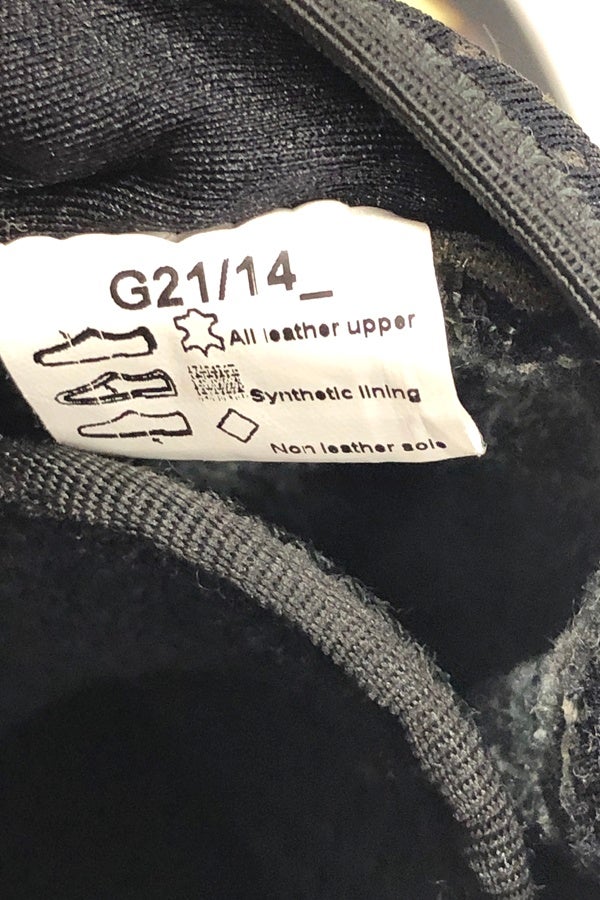 G21/14_
All leather upper
Synthetic lining
Non leather sole